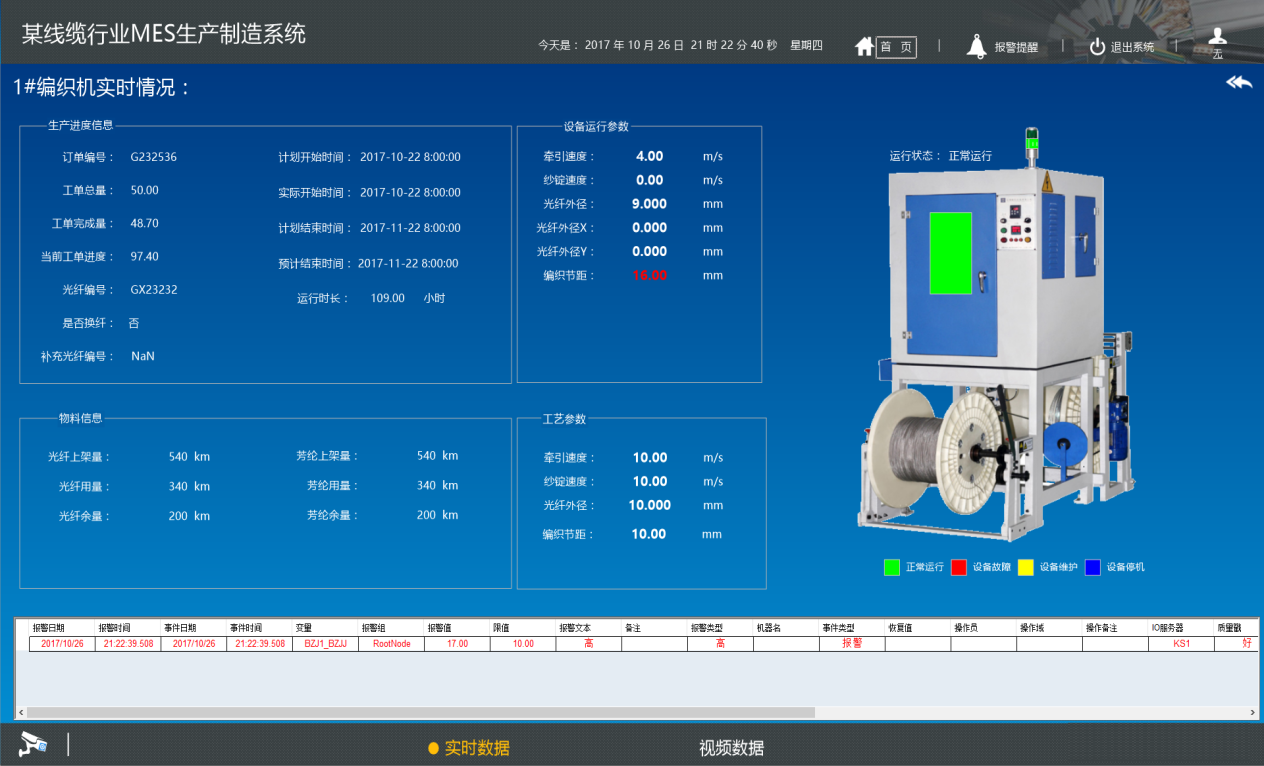 某线缆行业MES生产制造系统
今天是： 2017 年 10 月 26 日 21 时 22 分 40 秒 星期四
首 页
报警提醒
退出系统
无
1#编织机实时情况：
生产进度信息
订单编号： G232536
计划开始时间： 2017-10-22 8:00:00
工单总量： 50.00
实际开始时间： 2017-10-22 8:00:00
工单完成量： 48.70
计划结束时间： 2017-11-22 8:00:00
当前工单进度： 97.40
预计结束时间： 2017-11-22 8:00:00
光纤编号： GX23232
运行时长： 109.00 小时
是否换纤： 否
补充光纤编号： NaN
设备运行参数
牵引速度： 4.00 m/s
纱锭速度： 0.00 m/s
光纤外径： 9.000 mm
光纤外径X： 0.000 mm
光纤外径Y： 0.000 mm
编织节距： 16.00 mm
运行状态： 正常运行
物料信息
光纤上架量： 540 km
芳纶上架量： 540 km
光纤用量： 340 km
芳纶用量： 340 km
光纤余量： 200 km
芳纶余量： 200 km
工艺参数
牵引速度： 10.00 m/s
纱锭速度： 10.00 m/s
光纤外径： 10.000 mm
编织节距： 10.00 mm
正常运行 设备故障 设备维护 设备停机
报警日期 报警时间 事件日期 事件时间 变量 报警组 报警值 限值 报警文本 备注 报警类型 机器名 事件类型 恢复值 操作员 操作域 操作备注 IO服务器 质量戳
2017/10/26 21:22:39.508 2017/10/26 21:22:39.508 BZJ1_BZJJ RootNode 17.00 10.00 高 高 报警 KS1 好
实时数据
视频数据